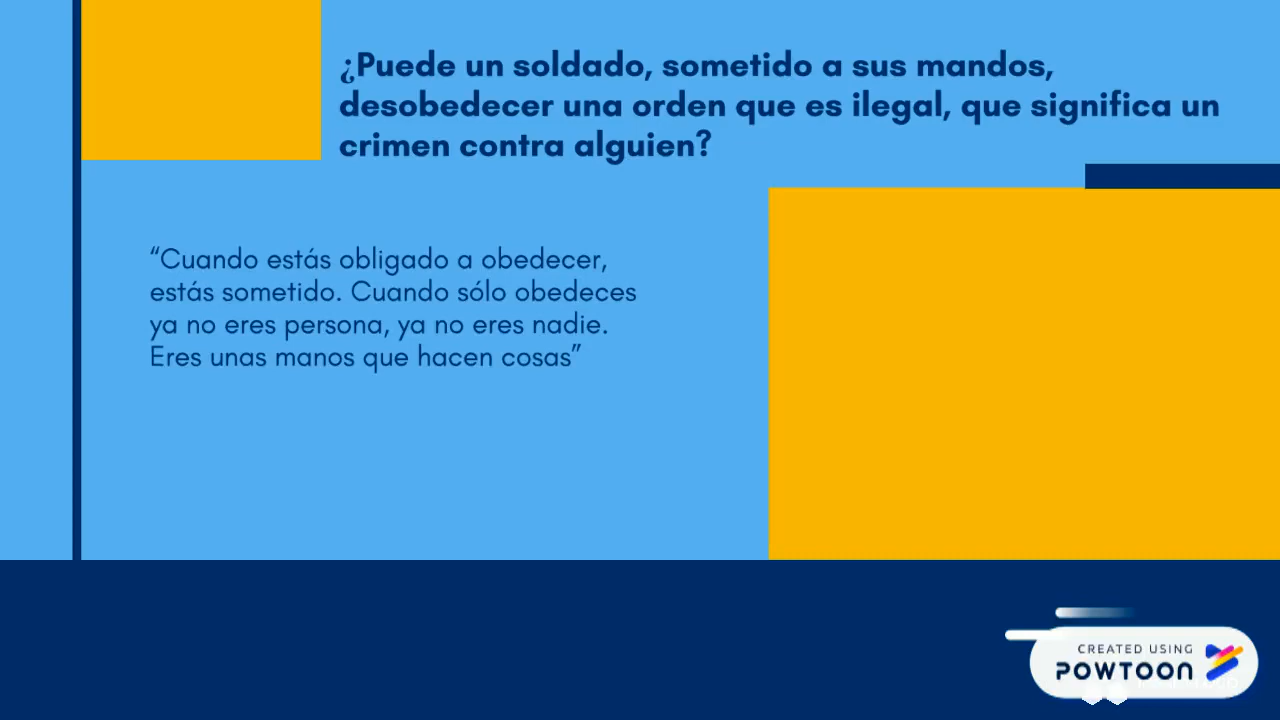 ¿Puede un soldado, sometido a sus mandos,
desobedecer una orden que es ilegal, que significa un
crimen contra alguien?
“Cuando estás obligado a obedecer,
estás sometido. Cuando sólo obedeces
ya no eres persona, ya no eres nadie.
Eres unas manos que hacen cosas”
CREATED USING
POWTOON